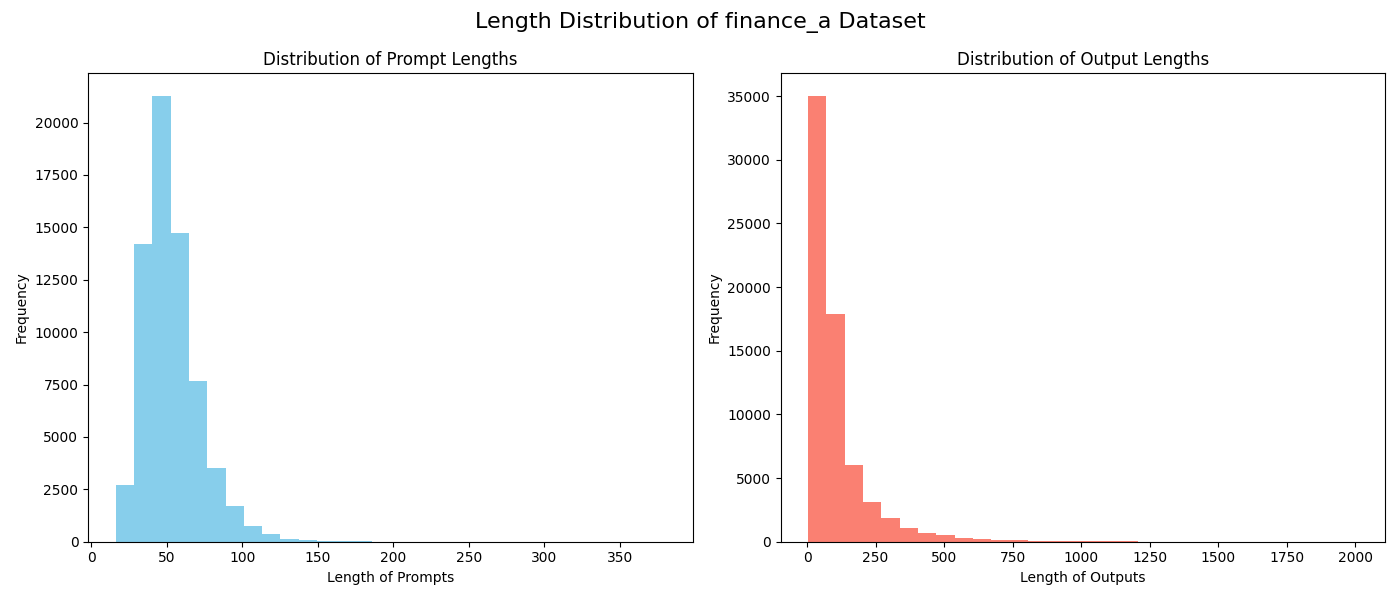 Length Distribution of finance_a Dataset
Distribution of Prompt Lengths
Frequency
20000
17500
15000
12500
10000
7500
5000
2500
0
0 50 100 150 200 250 300 350
Length of Prompts
Distribution of Output Lengths
Frequency
35000
30000
25000
20000
15000
10000
5000
0
0 250 500 750 1000 1250 1500 1750 2000
Length of Outputs